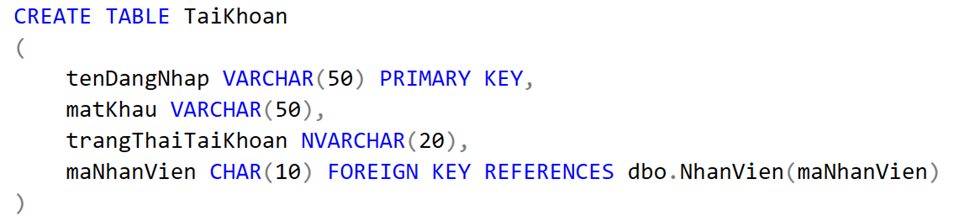 CREATE TABLE TaiKhoan
(
    tenDangNhap VARCHAR(50) PRIMARY KEY,
    matKhau VARCHAR(50),
    trangThaiTaiKhoan NVARCHAR(20),
    maNhanVien CHAR(10) FOREIGN KEY REFERENCES dbo.NhanVien(maNhanVien)
)